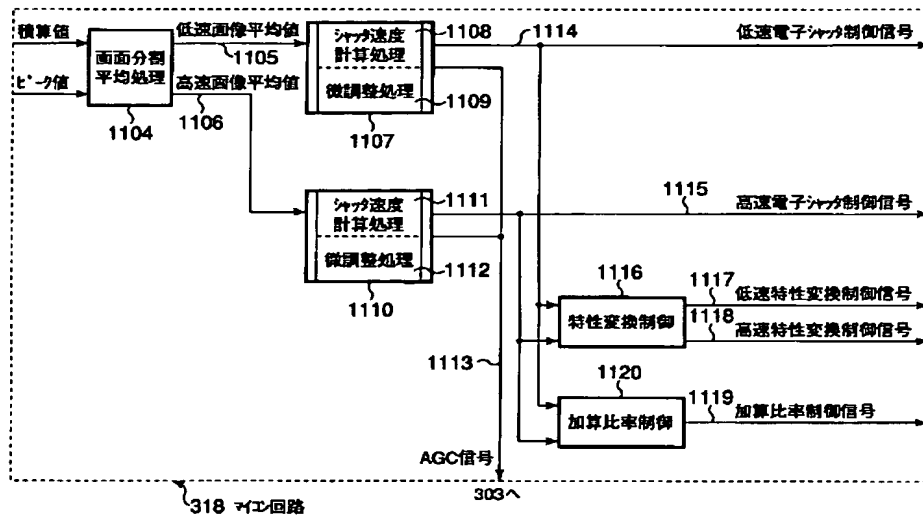 積算値
ピーク値
画面分割
平均処理
1104
低速画像平均値
1105
高速画像平均値
1106
シャッタ速度
計算処理
微調整処理
1108
1109
1107
1114
低速電子シャッタ制御信号
シャッタ速度
計算処理
微調整処理
1111
1112
1110
1115
高速電子シャッタ制御信号
1116
特性変換制御
1117
低速特性変換制御信号
1118
高速特性変換制御信号
1113
1120
加算比率制御
1119
加算比率制御信号
AGC信号
303へ
318 マイコン回路